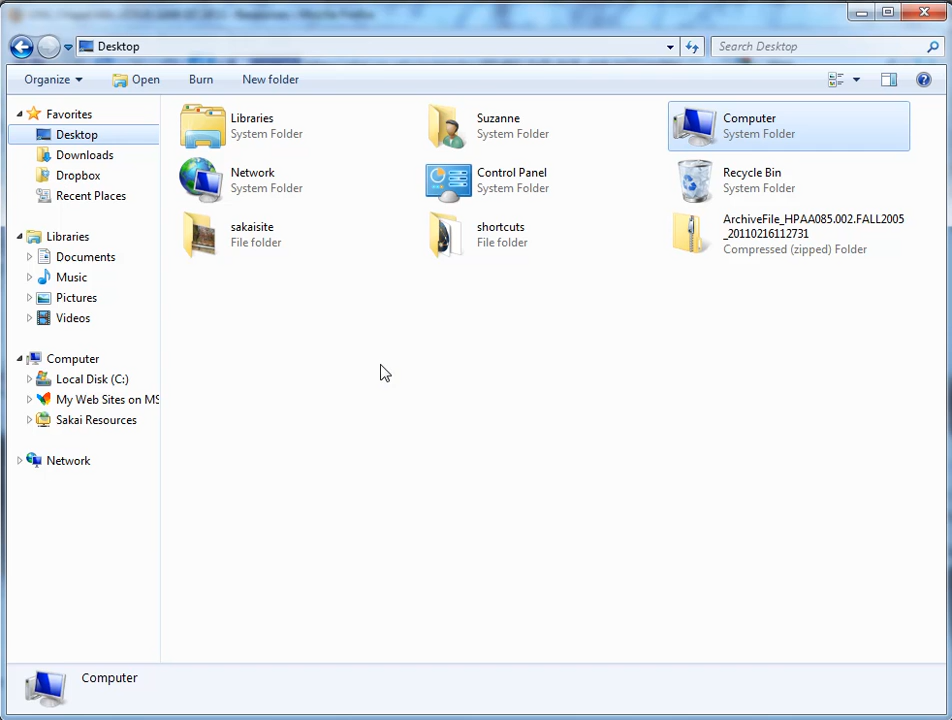 Desktop
Search Desktop
Organize Open Burn New folder
Favorites
Desktop
Downloads
Dropbox
Recent Places
Libraries
Documents
Music
Pictures
Videos
Computer
Local Disk (C:)
My Web Sites on MS
Sakai Resources
Network
Libraries
System Folder
Suzanne
System Folder
Computer
System Folder
Network
System Folder
Control Panel
System Folder
Recycle Bin
System Folder
sakaisite
File folder
shortcuts
File folder
ArchiveFile_HPAA085.002.FALL2005
_20110216112731
Compressed (zipped) Folder
Computer